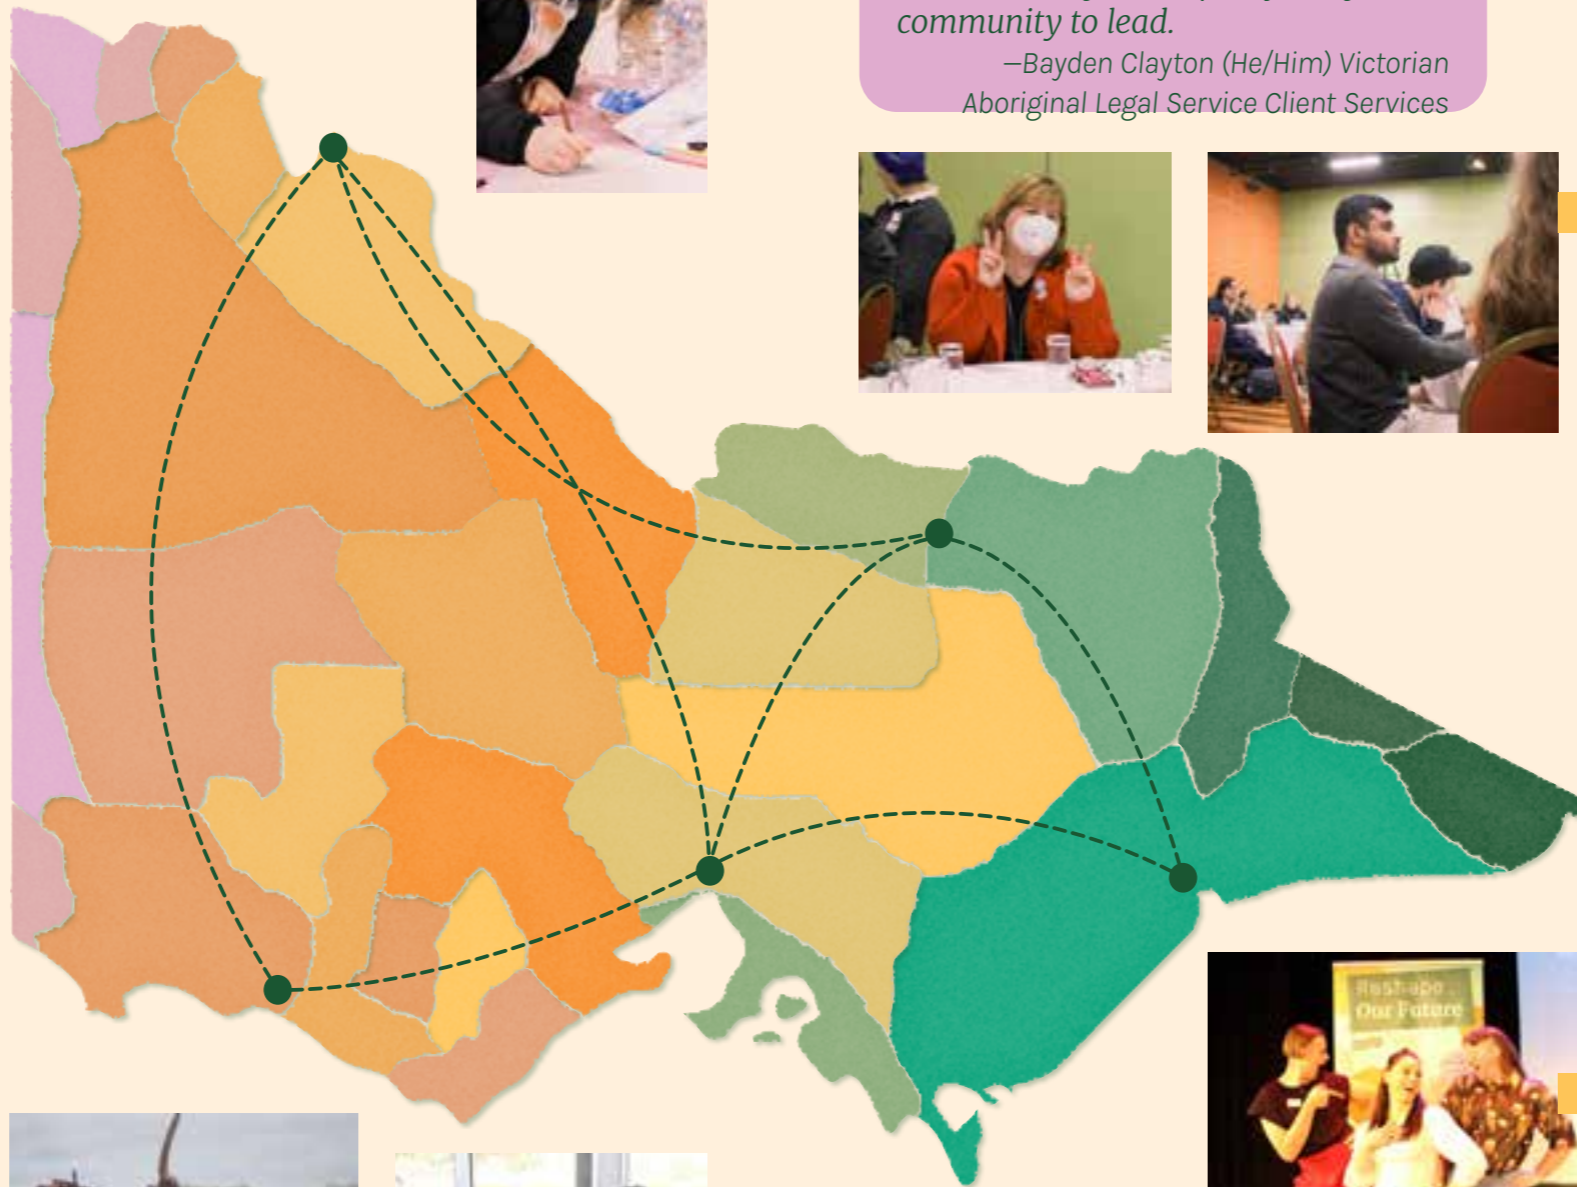 community to lead.
—Bayden Clayton (He/Him) Victorian
Aboriginal Legal Service Client Services
Reshape
Our Future